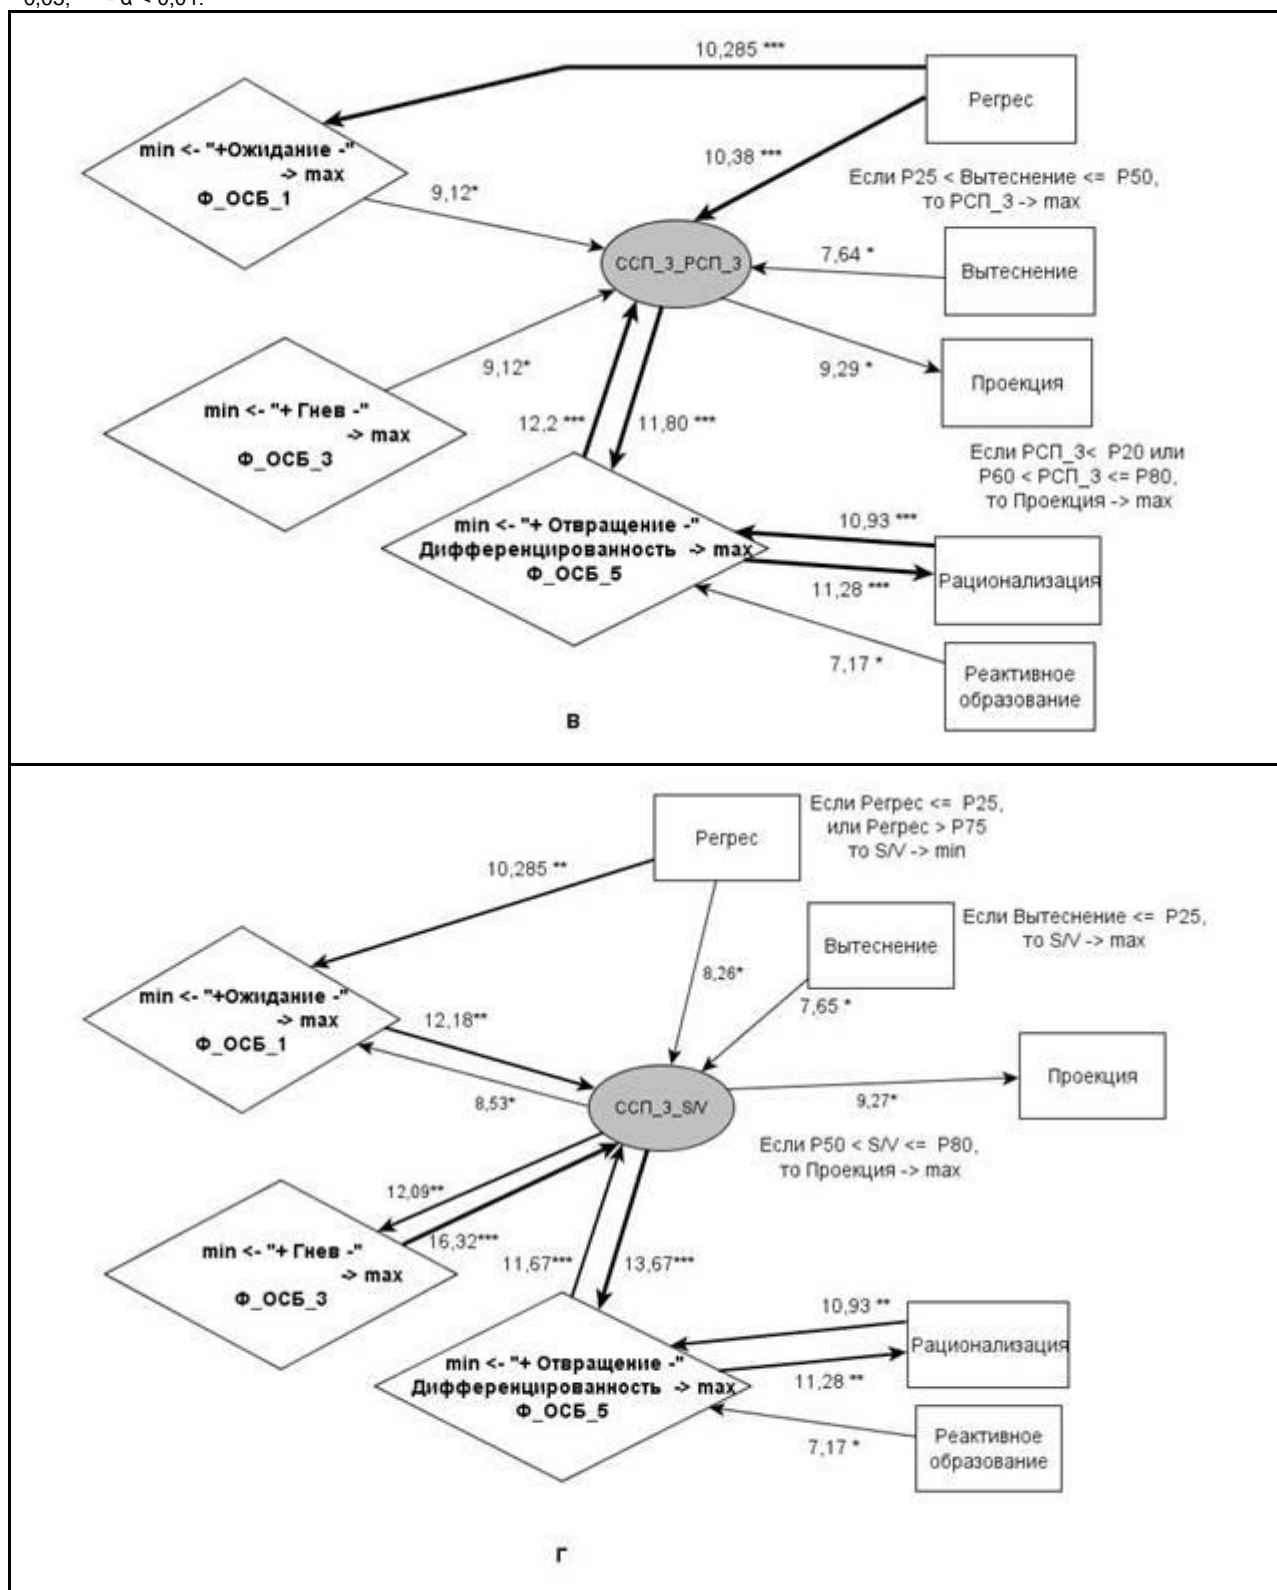 10,285 ***
Регрес
min <- "+Ожидание -"
-> max
Ф_ОСБ_1
10,38 ***
Если P25 < Вытеснение <= P50,
то РСП_3 -> max
9,12*
ССП_3_РСП_3
7,64 *
Вытеснение
9,29 *
Проекция
min <- "+ Гнев -"
-> max
Ф_ОСБ_3
9,12*
12,2 ***
11,80 ***
Если РСП_3< P20 или
P60 < РСП_3 <= P80,
то Проекция -> max
min <- "+ Отвращение -"
Дифференцированность -> max
Ф_ОСБ_5
10,93 ***
11,28 ***
Рационализация
7,17 *
Реактивное
образование
В
Регрес
Если Регрес <= P25,
или Регрес > P75
то S/V -> min
10,285 **
Вытеснение
Если Вытеснение <= P25,
то S/V -> max
8,26*
7,65 *
min <- "+Ожидание -"
-> max
Ф_ОСБ_1
12,18**
8,53*
ССП_3_S/V
9,27*
Проекция
Если P50 < S/V <= P80,
то Проекция -> max
12,09**
16,32***
11,67***
13,67***
min <- "+ Гнев -"
-> max
Ф_ОСБ_3
min <- "+ Отвращение -"
Дифференцированность -> max
Ф_ОСБ_5
10,93 **
11,28 **
Рационализация
7,17 *
Реактивное
образование
Г